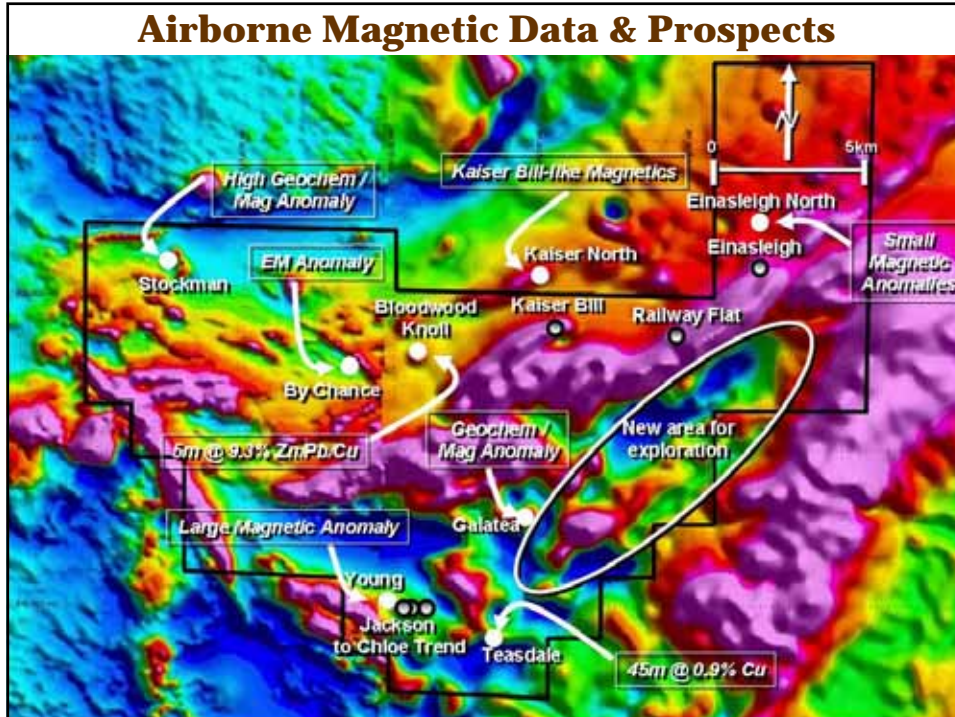 Airborne Magnetic Data & Prospects
N
0
5km
High Geochem /
Mag Anomaly
Kaiser Bill-like Magnetics
Einasleigh North
Einasleigh
Small
Magnetic
Anomalies
EM Anomaly
Stockman
Kaiser North
Kaiser Bill
Bloodwood
Knoll
Railway Flat
By Chance
5m @ 9.3% ZmPb/Cu
Geochem /
Mag Anomaly
New area for
exploration
Large Magnetic Anomaly
Galatea
Young
Jackson
to Chloe Trend
Teasdale
45m @ 0.9% Cu